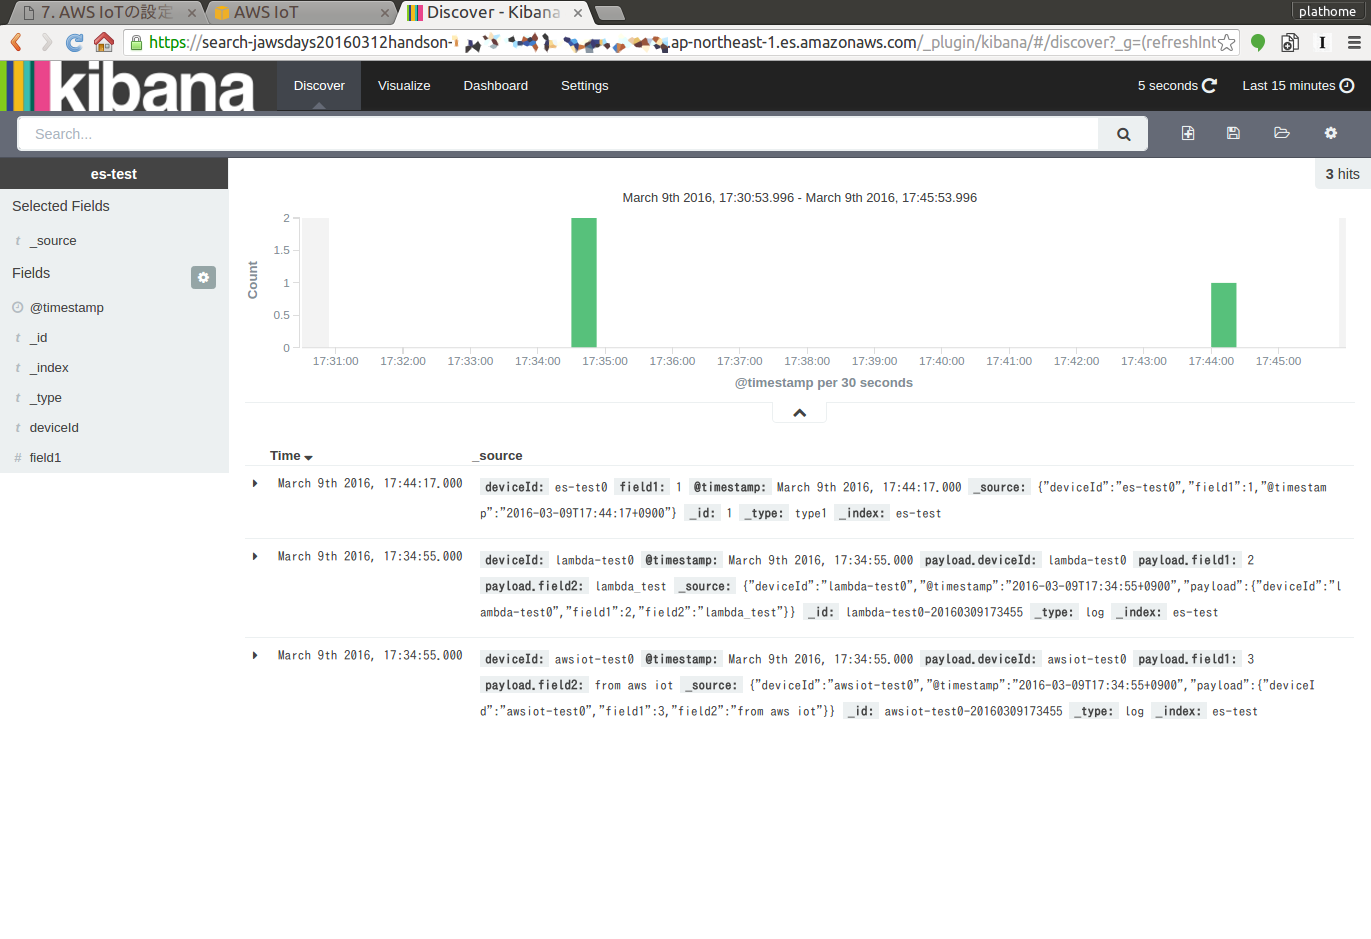 7. AWS IoTの設定
AWS IoT
Discover - Kibana
plathome
https://search-jawsdays20160312handson-
.ap-northeast-1.es.amazonaws.com/_plugin/kibana/#/discover?_g=(refreshInt
kibana
Discover
Visualize
Dashboard
Settings
5 seconds
Last 15 minutes
Search...
es-test
3 hits
Selected Fields
t _source
Fields
@timestamp
t _id
t _index
t _type
t deviceId
# field1
March 9th 2016, 17:30:53.996 - March 9th 2016, 17:45:53.996
Count
2
1.5
1
0.5
0
17:31:00 17:32:00 17:33:00 17:34:00 17:35:00 17:36:00 17:37:00 17:38:00 17:39:00 17:40:00 17:41:00 17:42:00 17:43:00 17:44:00 17:45:00
@timestamp per 30 seconds
Time _source
March 9th 2016, 17:44:17.000 deviceId: es-test0 field1: 1 @timestamp: March 9th 2016, 17:44:17.000 _source: {"deviceId":"es-test0","field1":1,"@timestam
p":"2016-03-09T17:44:17+0900"} _id: 1 _type: type1 _index: es-test
March 9th 2016, 17:34:55.000 deviceId: lambda-test0 @timestamp: March 9th 2016, 17:34:55.000 payload.deviceId: lambda-test0 payload.field1: 2
payload.field2: lambda_test _source: {"deviceId":"lambda-test0","@timestamp":"2016-03-09T17:34:55+0900","payload":{"deviceId":"l
ambda-test0","field1":2,"field2":"lambda_test"}} _id: lambda-test0-20160309173455 _type: log _index: es-test
March 9th 2016, 17:34:55.000 deviceId: awsiot-test0 @timestamp: March 9th 2016, 17:34:55.000 payload.deviceId: awsiot-test0 payload.field1: 3
payload.field2: from aws iot _source: {"deviceId":"awsiot-test0","@timestamp":"2016-03-09T17:34:55+0900","payload":{"deviceI
d":"awsiot-test0","field1":3,"field2":"from aws iot"}} _id: awsiot-test0-20160309173455 _type: log _index: es-test